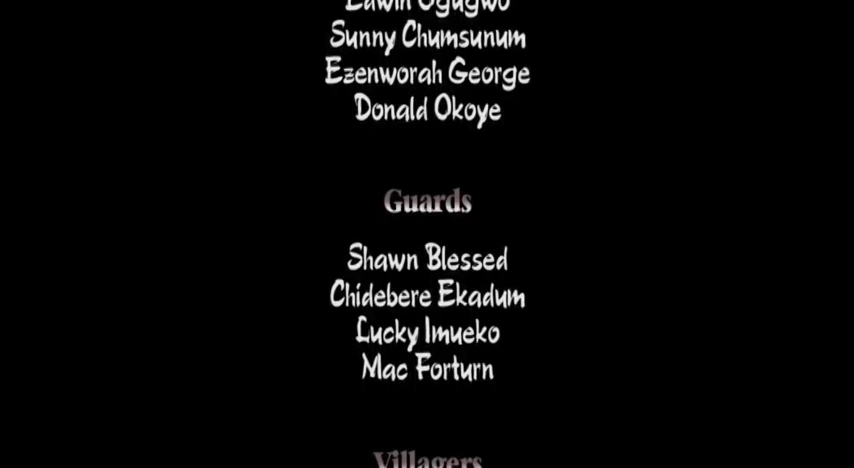 Edwin Ogugwo
Sunny Chumsunum
Ezenworah George
Donald Okoye
Guards
Shawn Blessed
Chidebere Ekadum
Lucky Imueko
Mac Forturn
Villagers